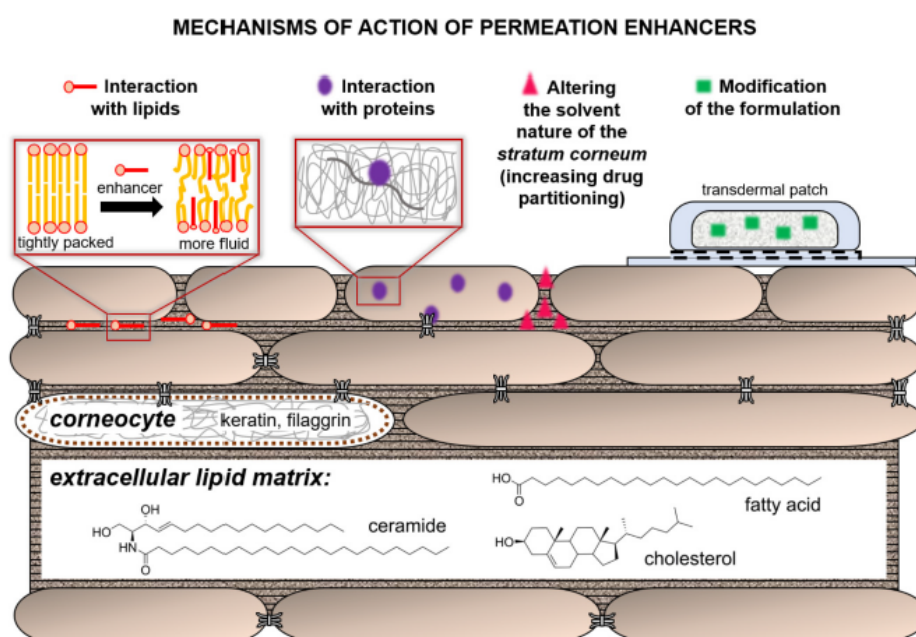 MECHANISMS OF ACTION OF PERMEATION ENHANCERS
Interaction
with lipids
Interaction
with proteins
Altering
the solvent
nature of the
stratum corneum
(increasing drug
partitioning)
Modification
of the formulation
enhancer
tightly packed
more fluid
transdermal patch
corneocyte
keratin, filaggrin
extracellular lipid matrix:
HO
O
fatty acid
OH
HO
HN
O
ceramide
HO
cholesterol